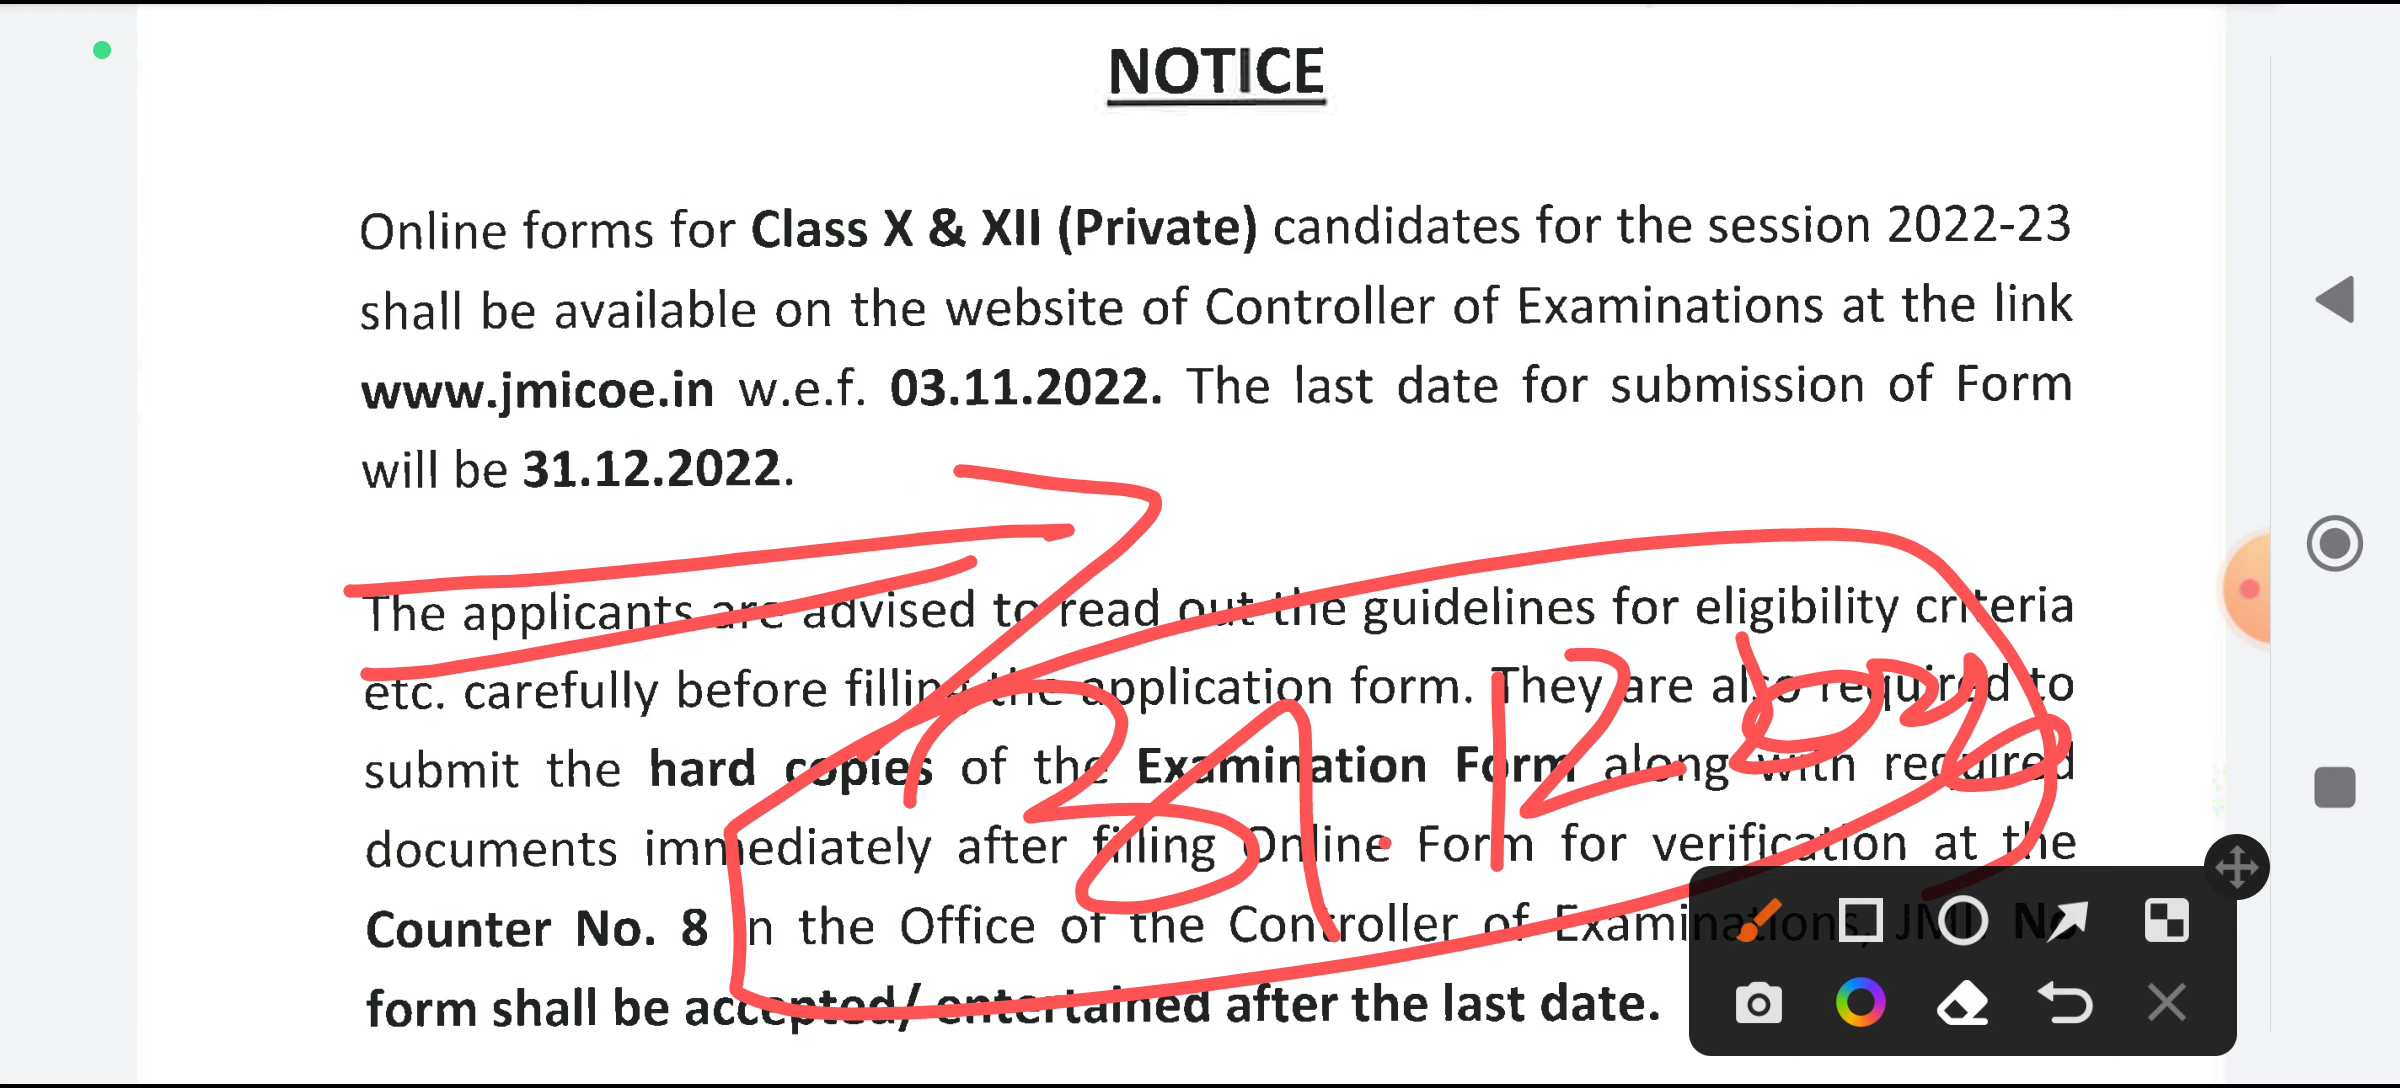 NOTICE
Online forms for Class X & XII (Private) candidates for the session 2022-23
shall be available on the website of Controller of Examinations at the link
www.jmicoe.in w.e.f. 03.11.2022. The last date for submission of Form
will be 31.12.2022.
The applicants are advised to read out the guidelines for eligibility criteria
etc. carefully before filling the application form. They are also required to
submit the hard copies of the Examination Form along with required
documents immediately after filling Online Form for verification at the
Counter No. 8 in the Office of the Controller of Examinations, JMI. No
form shall be accepted/ entertained after the last date.